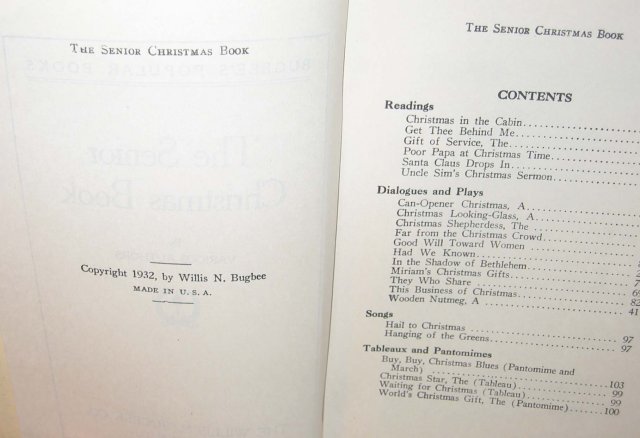 THE SENIOR CHRISTMAS BOOK
Copyright 1932, by Willis N. Bugbee
MADE IN U. S. A.
THE SENIOR CHRISTMAS BOOK
CONTENTS
Readings
Christmas in the Cabin
Get Thee Behind Me
Gift of Service, The
Poor Papa at Christmas Time
Santa Claus Drops In
Uncle Sim's Christmas Sermon
Dialogues and Plays
Can-Opener Christmas, A
Christmas Looking-Glass, A
Christmas Shepherdess, The
Far from the Christmas Crowd
Good Will Toward Women
Had We Known
In the Shadow of Bethlehem
Miriam's Christmas Gifts
They Who Share
This Business of Christmas
Wooden Nutmeg, A
Songs
Hail to Christmas 97
Hanging of the Greens 97
Tableaux and Pantomimes
Buy, Buy, Christmas Blues (Pantomime and
March) 103
Christmas Star, The (Tableau) 99
Waiting for Christmas (Tableau) 99
World's Christmas Gift, The (Pantomime) 100